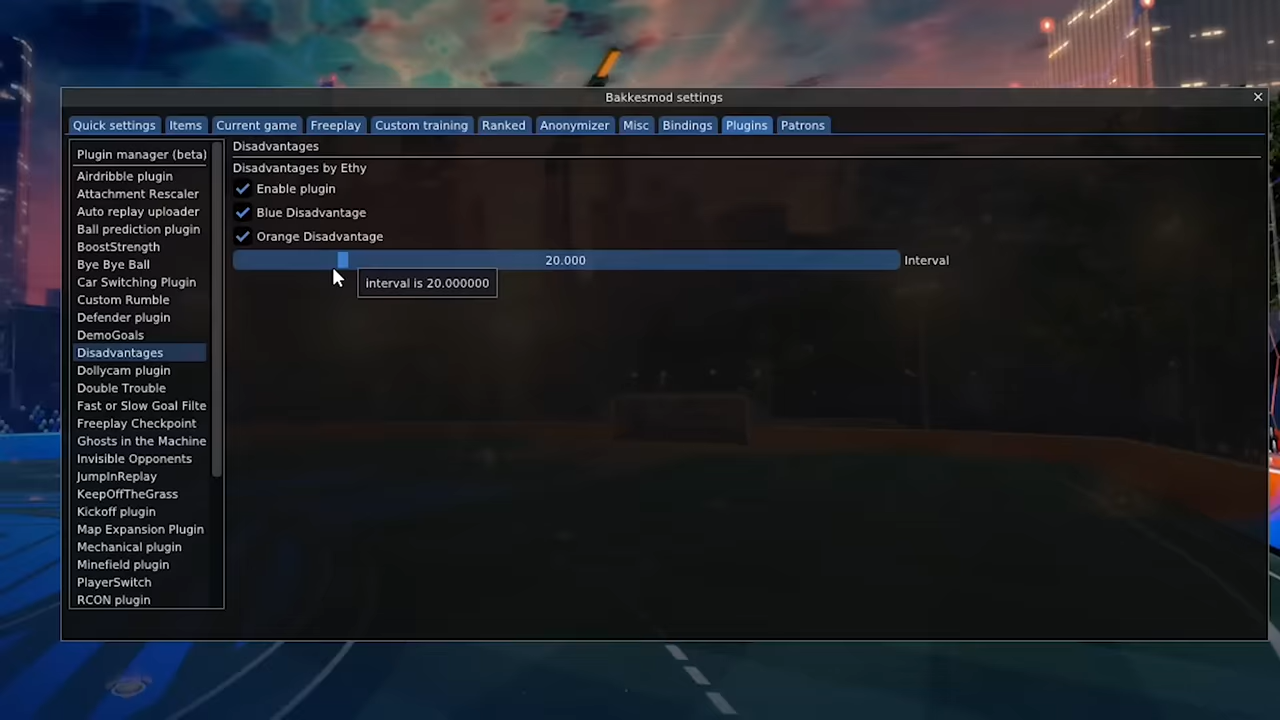 Bakkesmod settings
Quick settings Items Current game Freeplay Custom training Ranked Anonymizer Misc Bindings Plugins Patrons
Plugin manager (beta)
Airdribble plugin
Attachment Rescaler
Auto replay uploader
Ball prediction plugin
BoostStrength
Bye Bye Ball
Car Switching Plugin
Custom Rumble
Defender plugin
DemoGoals
Disadvantages
Dollycam plugin
Double Trouble
Fast or Slow Goal Filte
Freeplay Checkpoint
Ghosts in the Machine
Invisible Opponents
JumpInReplay
KeepOffTheGrass
Kickoff plugin
Map Expansion Plugin
Mechanical plugin
Minefield plugin
PlayerSwitch
RCON plugin
Disadvantages
Disadvantages by Ethy
Enable plugin
Blue Disadvantage
Orange Disadvantage
20.000 Interval
interval is 20.000000